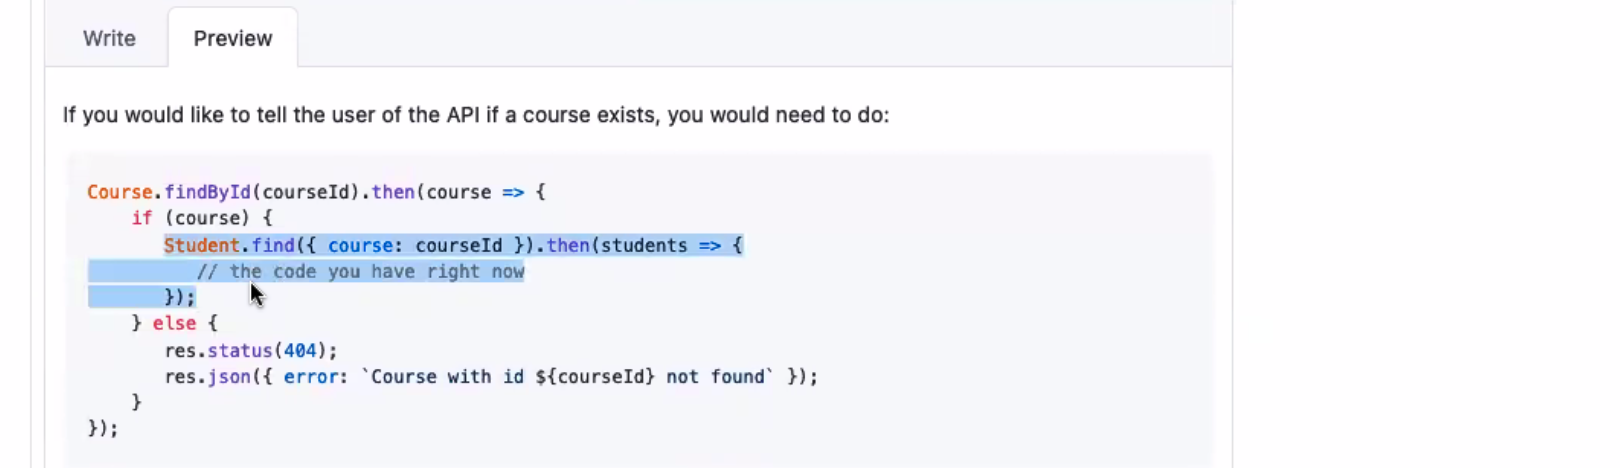 Write Preview
If you would like to tell the user of the API if a course exists, you would need to do:
Course.findById(courseId).then(course => {
    if (course) {
       Student.find({ course: courseId }).then(students => {
          // the code you have right now
       });
    } else {
       res.status(404);
       res.json({ error: `Course with id ${courseId} not found` });
    }
});